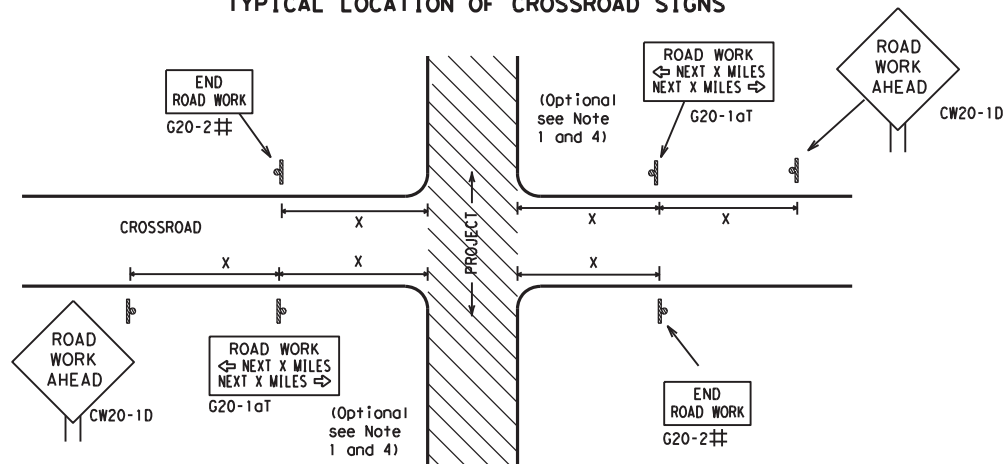 TYPICAL LOCATION OF CROSSROAD SIGNS
END
ROAD WORK
G20-2#
(Optional
see Note
1 and 4)
ROAD WORK
⇦ NEXT X MILES
NEXT X MILES ⇨
G20-1aT
ROAD
WORK
AHEAD
CW20-1D
X
X
X
CROSSROAD
PROJECT
X
X
X
ROAD
WORK
AHEAD
CW20-1D
ROAD WORK
⇦ NEXT X MILES
NEXT X MILES ⇨
G20-1aT
(Optional
see Note
1 and 4)
END
ROAD WORK
G20-2#